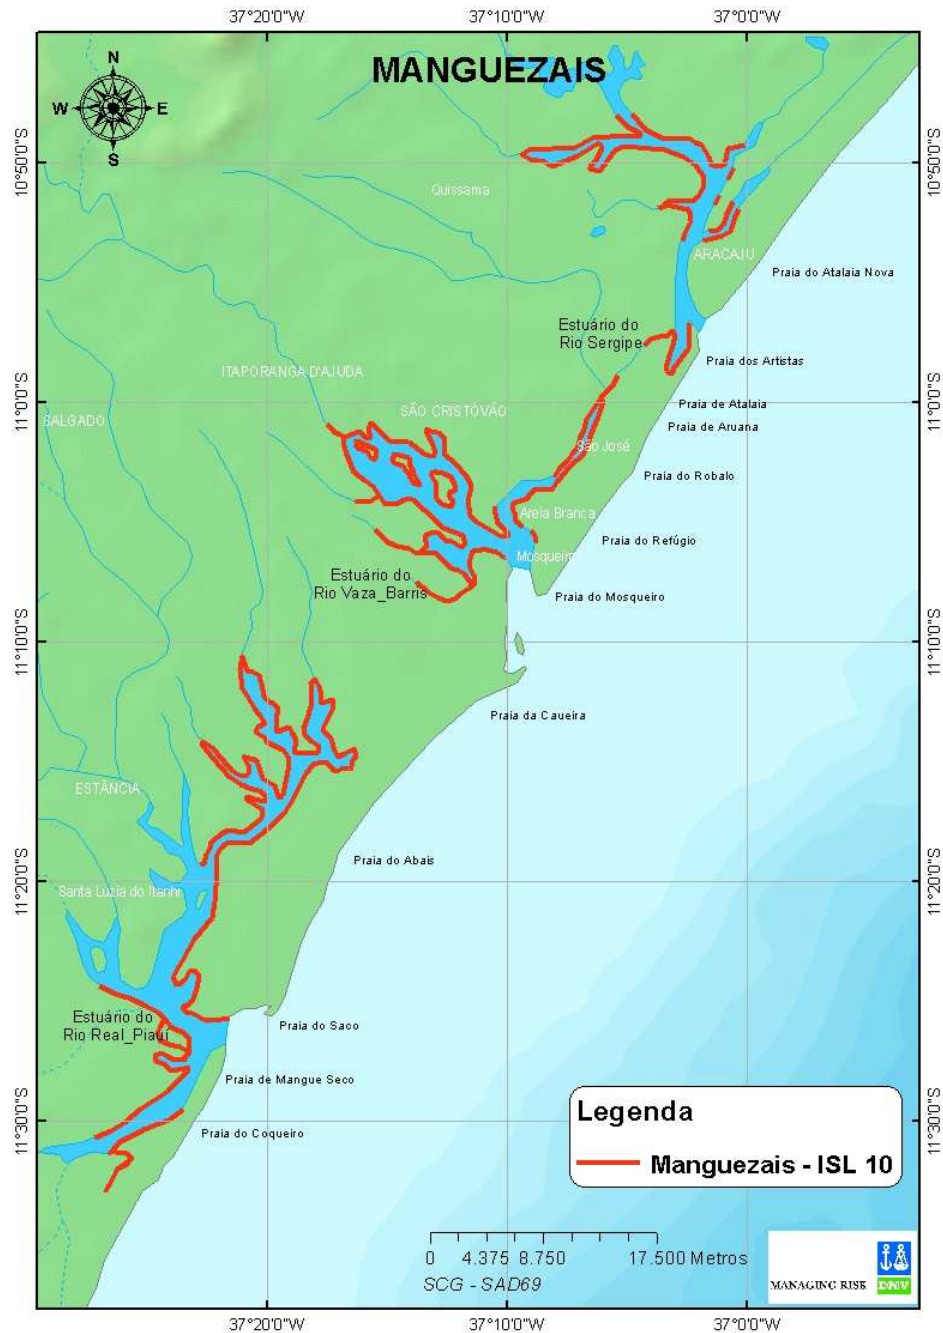 37°20'0"W 37°10'0"W 37°0'0"W
MANGUEZAIS
N
W E
S
10°50'0"S 10°50'0"S
Quissama
ARACAJU
Praia do Atalaia Nova
Estuário do
Rio Sergipe
Praia dos Artistas
ITAPORANGA D'AJUDA
11°0'0"S 11°0'0"S
Praia de Atalaia
SÃO CRISTÓVÃO
SALGADO
Praia de Aruana
São José
Praia do Robalo
Areia Branca
Praia do Refúgio
Mosqueiro
Estuário do
Rio Vaza_Barris
Praia do Mosqueiro
11°10'0"S 11°10'0"S
Praia da Caueira
ESTÂNCIA
Praia do Abais
11°20'0"S 11°20'0"S
Santa Luzia do Itanhi
Estuário do
Rio Real_Piauí
Praia do Saco
Praia de Mangue Seco
11°30'0"S 11°30'0"S
Praia do Coqueiro
Legenda
Manguezais - ISL 10
0 4.375 8.750 17.500 Metros
SCG - SAD69
MANAGING RISK DNV
37°20'0"W 37°10'0"W 37°0'0"W